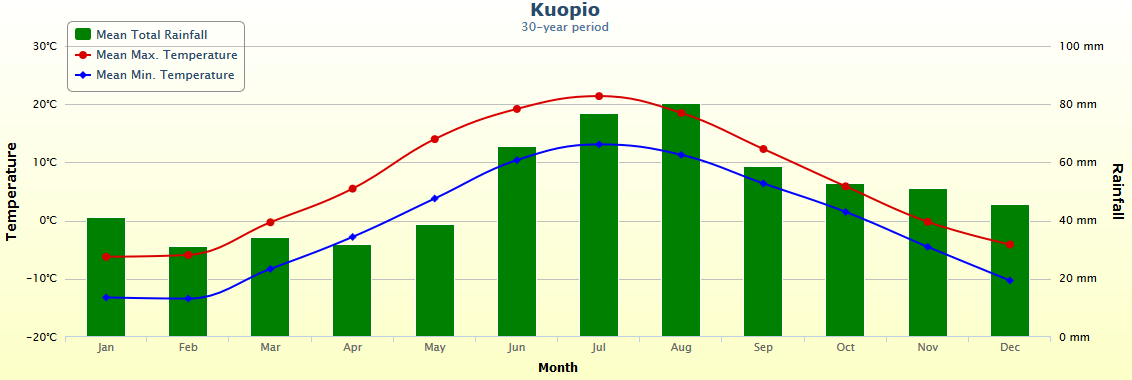 Kuopio
30-year period
Mean Total Rainfall
Mean Max. Temperature
Mean Min. Temperature
30℃
20℃
10℃
0℃
−10℃
−20℃
Temperature
100 mm
80 mm
60 mm
40 mm
20 mm
0 mm
Rainfall
Jan Feb Mar Apr May Jun Jul Aug Sep Oct Nov Dec
Month